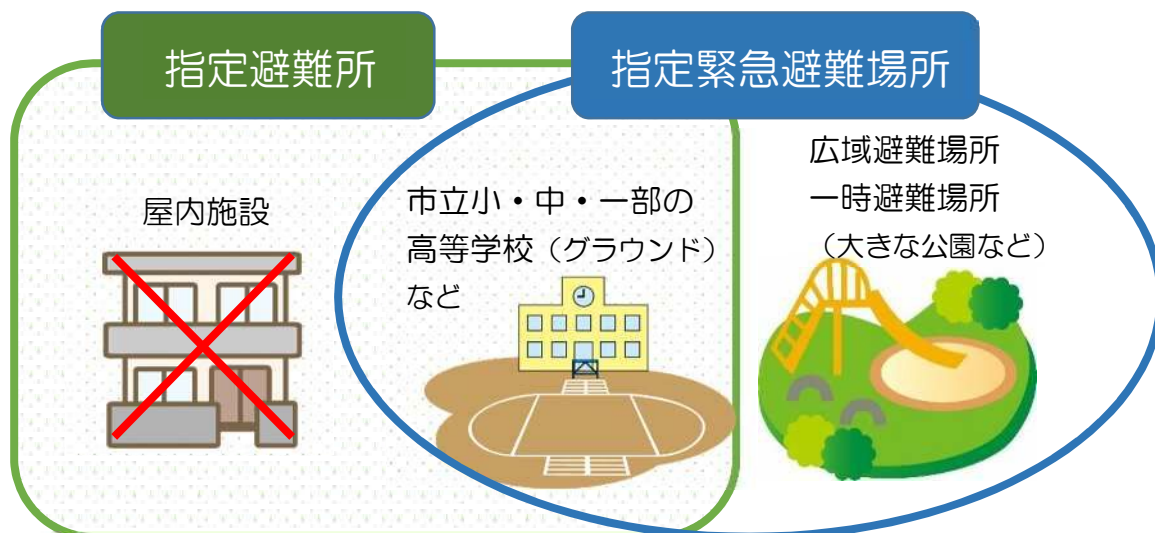 指定避難所
指定緊急避難場所
屋内施設
市立小・中・一部の
高等学校（グラウンド）
など
広域避難場所
一時避難場所
（大きな公園など）